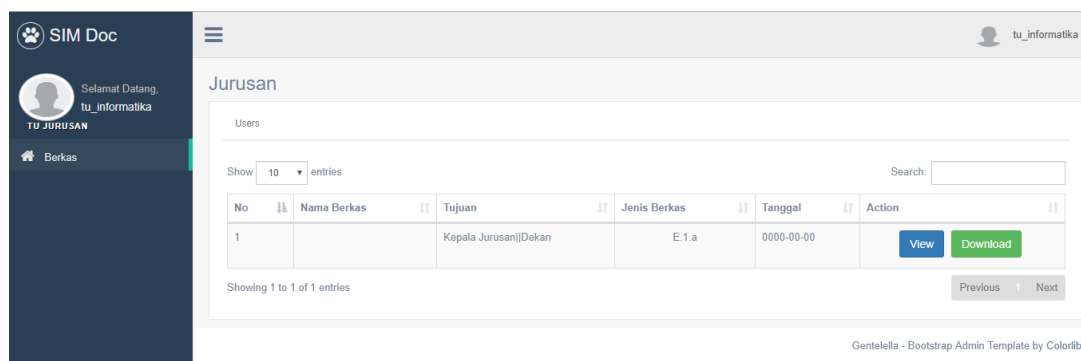 SIM Doc
tu_informatika
Selamat Datang,
tu_informatika
TU JURUSAN
Berkas
Jurusan
Users
Show 10 entries
Search:
No Nama Berkas Tujuan Jenis Berkas Tanggal Action
1 Kepala Jurusan||Dekan E.1.a 0000-00-00 View Download
Showing 1 to 1 of 1 entries
Previous 1 Next
Gentelella - Bootstrap Admin Template by Colorlib